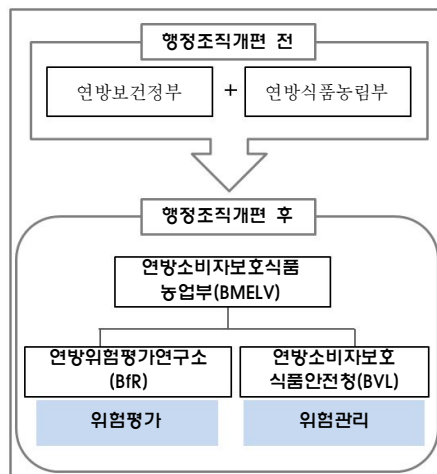 행정조직개편 전
연방보건정부 + 연방식품농림부
행정조직개편 후
연방소비자보호식품
농업부(BMELV)
연방위험평가연구소
(BfR)
연방소비자보호
식품안전청(BVL)
위험평가
위험관리